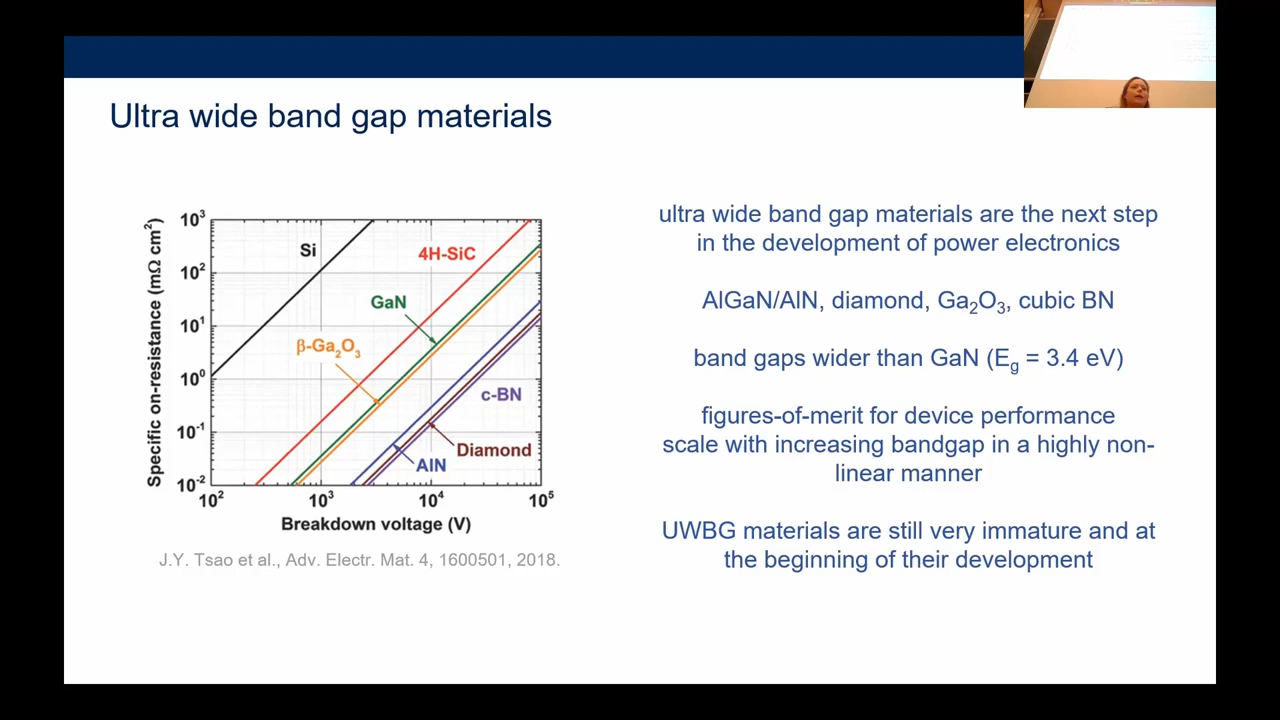 Ultra wide band gap materials
Specific on-resistance (mΩ cm²)
10³
10²
10¹
10⁰
10⁻¹
10⁻²
Si
4H-SiC
GaN
β-Ga₂O₃
c-BN
Diamond
AlN
10² 10³ 10⁴ 10⁵
Breakdown voltage (V)
J.Y. Tsao et al., Adv. Electr. Mat. 4, 1600501, 2018.
ultra wide band gap materials are the next step
in the development of power electronics
AlGaN/AlN, diamond, Ga₂O₃, cubic BN
band gaps wider than GaN (E_g = 3.4 eV)
figures-of-merit for device performance
scale with increasing bandgap in a highly non-
linear manner
UWBG materials are still very immature and at
the beginning of their development